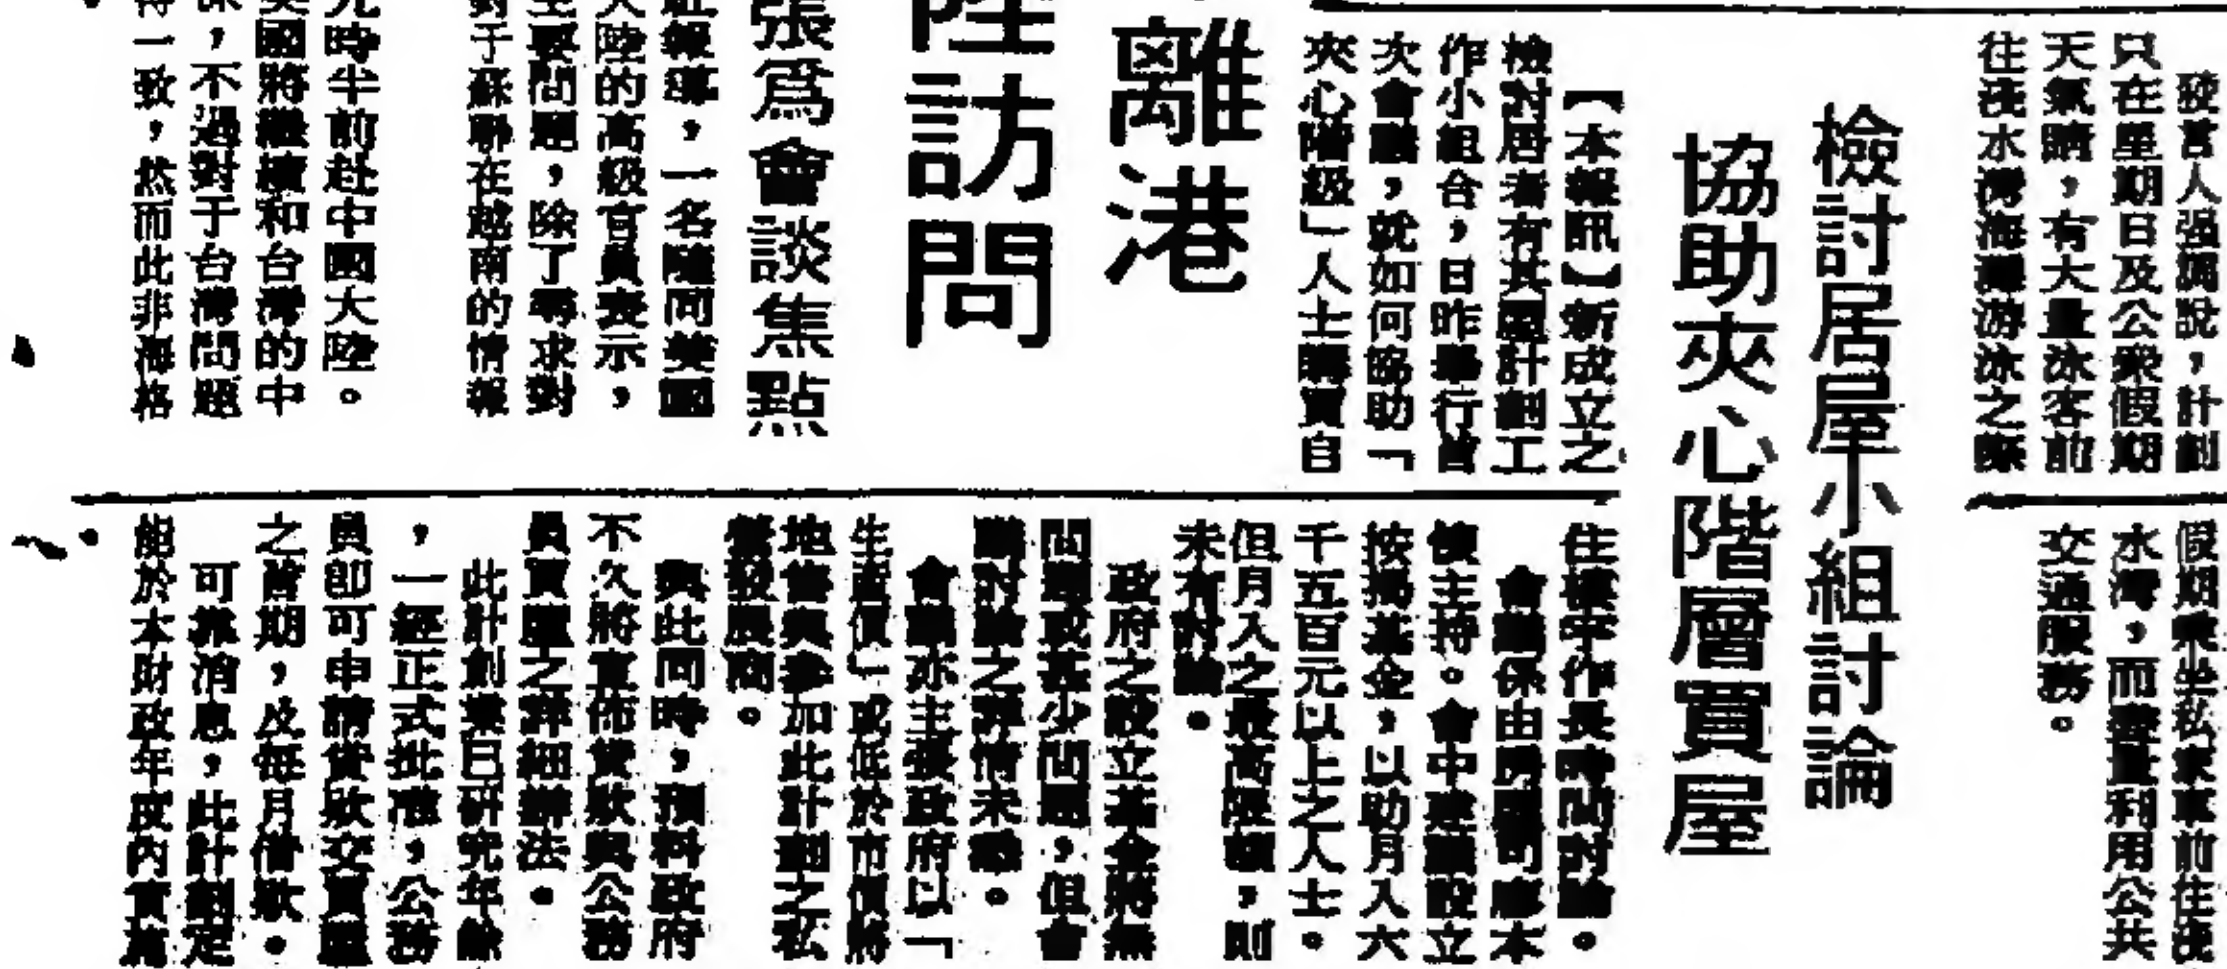 發言人強調說，計劃
只在星期日及公眾假期
天氣晴，有大量泳客前
往淺水灣海灘游泳之際
假期乘坐私家車前往淺
水灣，而盡量利用公共
交通服務。
檢討居屋小組討論
協助夾心階層買屋
【本報訊】新成立之
檢討居者有其屋計劃工
作小組合，日昨舉行首
次會議，就如何協助「
夾心階級」人士購買自
住樓宇作長時間討論。
會議係由房屋司廖本
懷主持。會中建議設立
按揭基金，以助月入六
千五百元以上之人士。
但月入之最高限額，則
未有討論。
政府之設立基金將無
問題或甚少問題，但會
議討論之詳情未悉。
會議亦主張政府以「
生產價」或低於市價將
地售與參加此計劃之私
營發展商。
與此同時，預料政府
不久將宣佈貸款與公務
員買屋之詳細辦法。
此計劃業已研究年餘
，一經正式批准，公務
員即可申請貸款交買屋
之首期，及每月償款。
可靠消息，此計劃定
能於本財政年度內實施
離港
陸訪問
張為會談焦點
報導，一名隨同美國
大陸的高級官員表示，
主要問題，除了尋求對
對于蘇聯在越南的情報
九時半前赴中國大陸。
美國將繼續和台灣的中
，不過對于台灣問題
得一致，然而此非海格